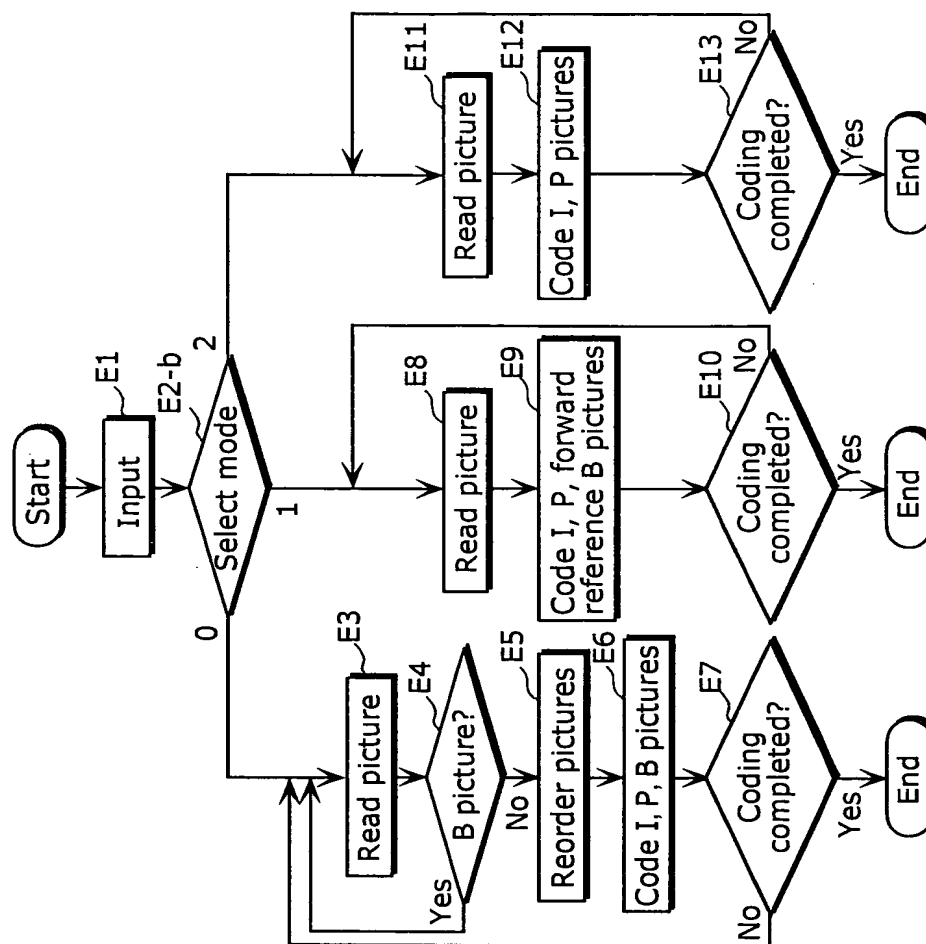 Start
Input
E1
Select mode
E2-b
0
1
2
Read picture
E3
B picture?
E4
Yes
No
Reorder pictures
E5
Code I, P, B pictures
E6
Coding
completed?
E7
No
Yes
End
Read picture
E8
Code I, P, forward
reference B pictures
E9
Coding
completed?
E10
No
Yes
End
Read picture
E11
Code I, P pictures
E12
Coding
completed?
E13
No
Yes
End